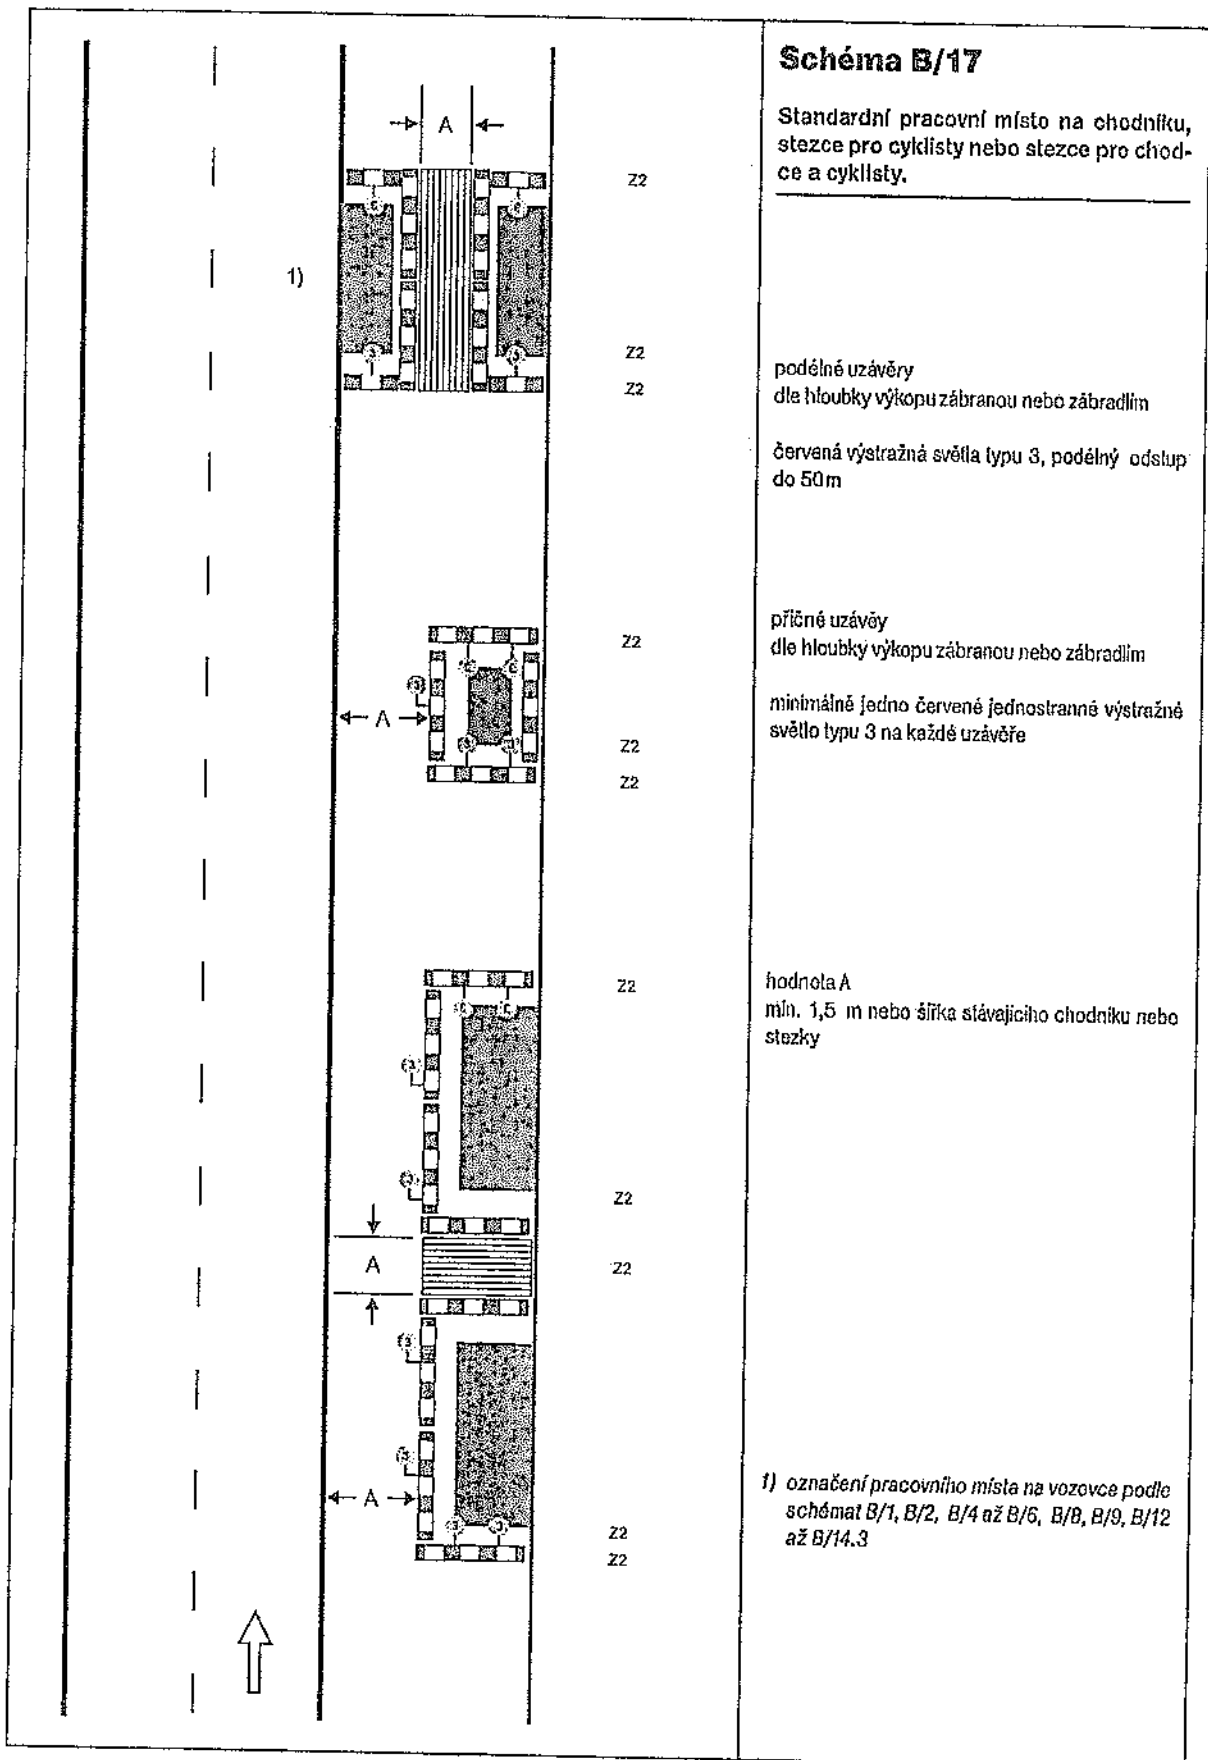 Schéma B/17
Standardní pracovní místo na chodníku,
stezce pro cyklisty nebo stezce pro chod-
ce a cyklisty.
A
Z2
1)
Z2
Z2
podélné uzávěry
dle hloubky výkopu zábranou nebo zábradlím
červená výstražná světla typu 3, podélný odstup
do 50m
příčné uzávěy
dle hloubky výkopu zábranou nebo zábradlím
Z2
A
minimálně jedno červené jednostranné výstražné
světlo typu 3 na každé uzávěře
Z2
Z2
Z2
hodnota A
min. 1,5 m nebo šířka stávajícího chodníku nebo
stezky
Z2
A
Z2
A
1) označení pracovního místa na vozovce podle
schémat B/1, B/2, B/4 až B/6, B/8, B/9, B/12
až B/14.3
Z2
Z2